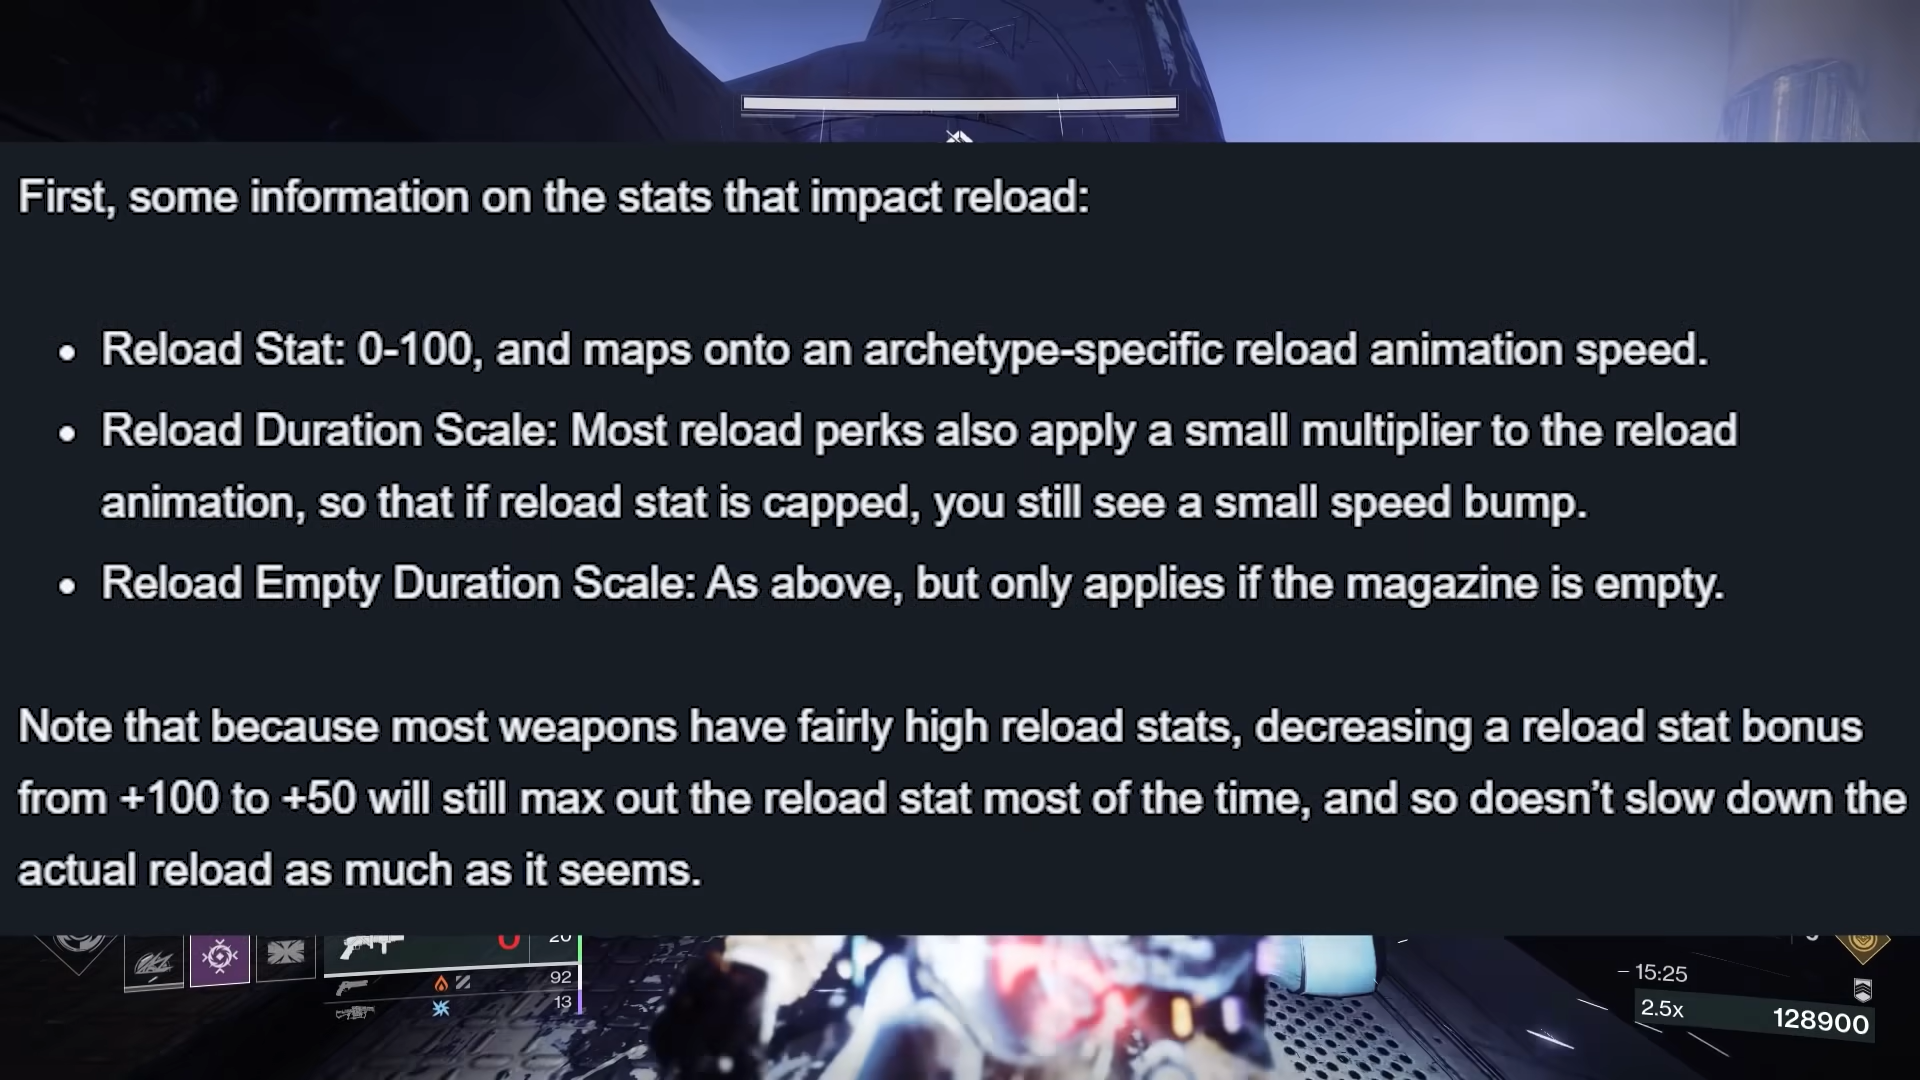 First, some information on the stats that impact reload:
• Reload Stat: 0-100, and maps onto an archetype-specific reload animation speed.
• Reload Duration Scale: Most reload perks also apply a small multiplier to the reload
animation, so that if reload stat is capped, you still see a small speed bump.
• Reload Empty Duration Scale: As above, but only applies if the magazine is empty.
Note that because most weapons have fairly high reload stats, decreasing a reload stat bonus
from +100 to +50 will still max out the reload stat most of the time, and so doesn’t slow down the
actual reload as much as it seems.
20
92
13
15:25
2.5x 128900